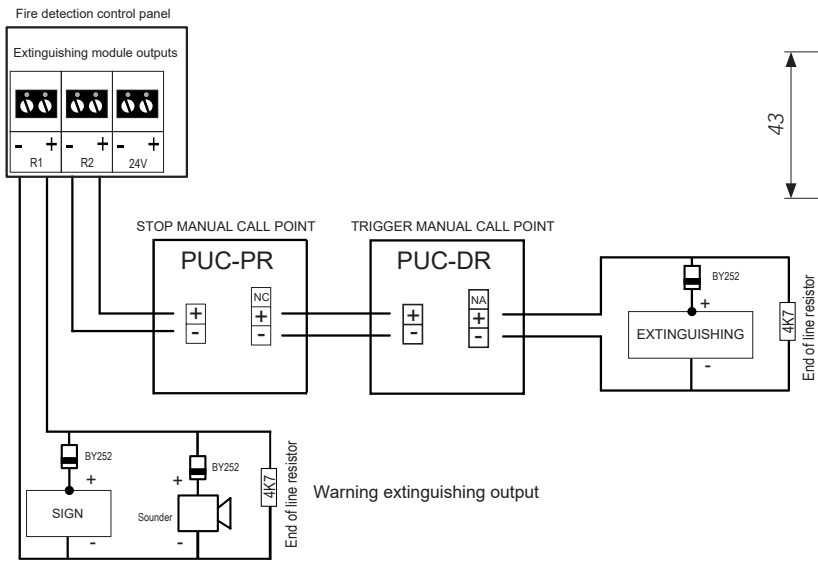 Fire detection control panel
Extinguishing module outputs
- + - + - +
R1 R2 24V
43
STOP MANUAL CALL POINT
TRIGGER MANUAL CALL POINT
PUC-PR
PUC-DR
+
-
NC
+
-
+
-
NA
+
-
BY252
+
EXTINGUISHING
-
4K7
End of line resistor
BY252
+
SIGN
-
BY252
+
Sounder
-
4K7
End of line resistor
Warning extinguishing output